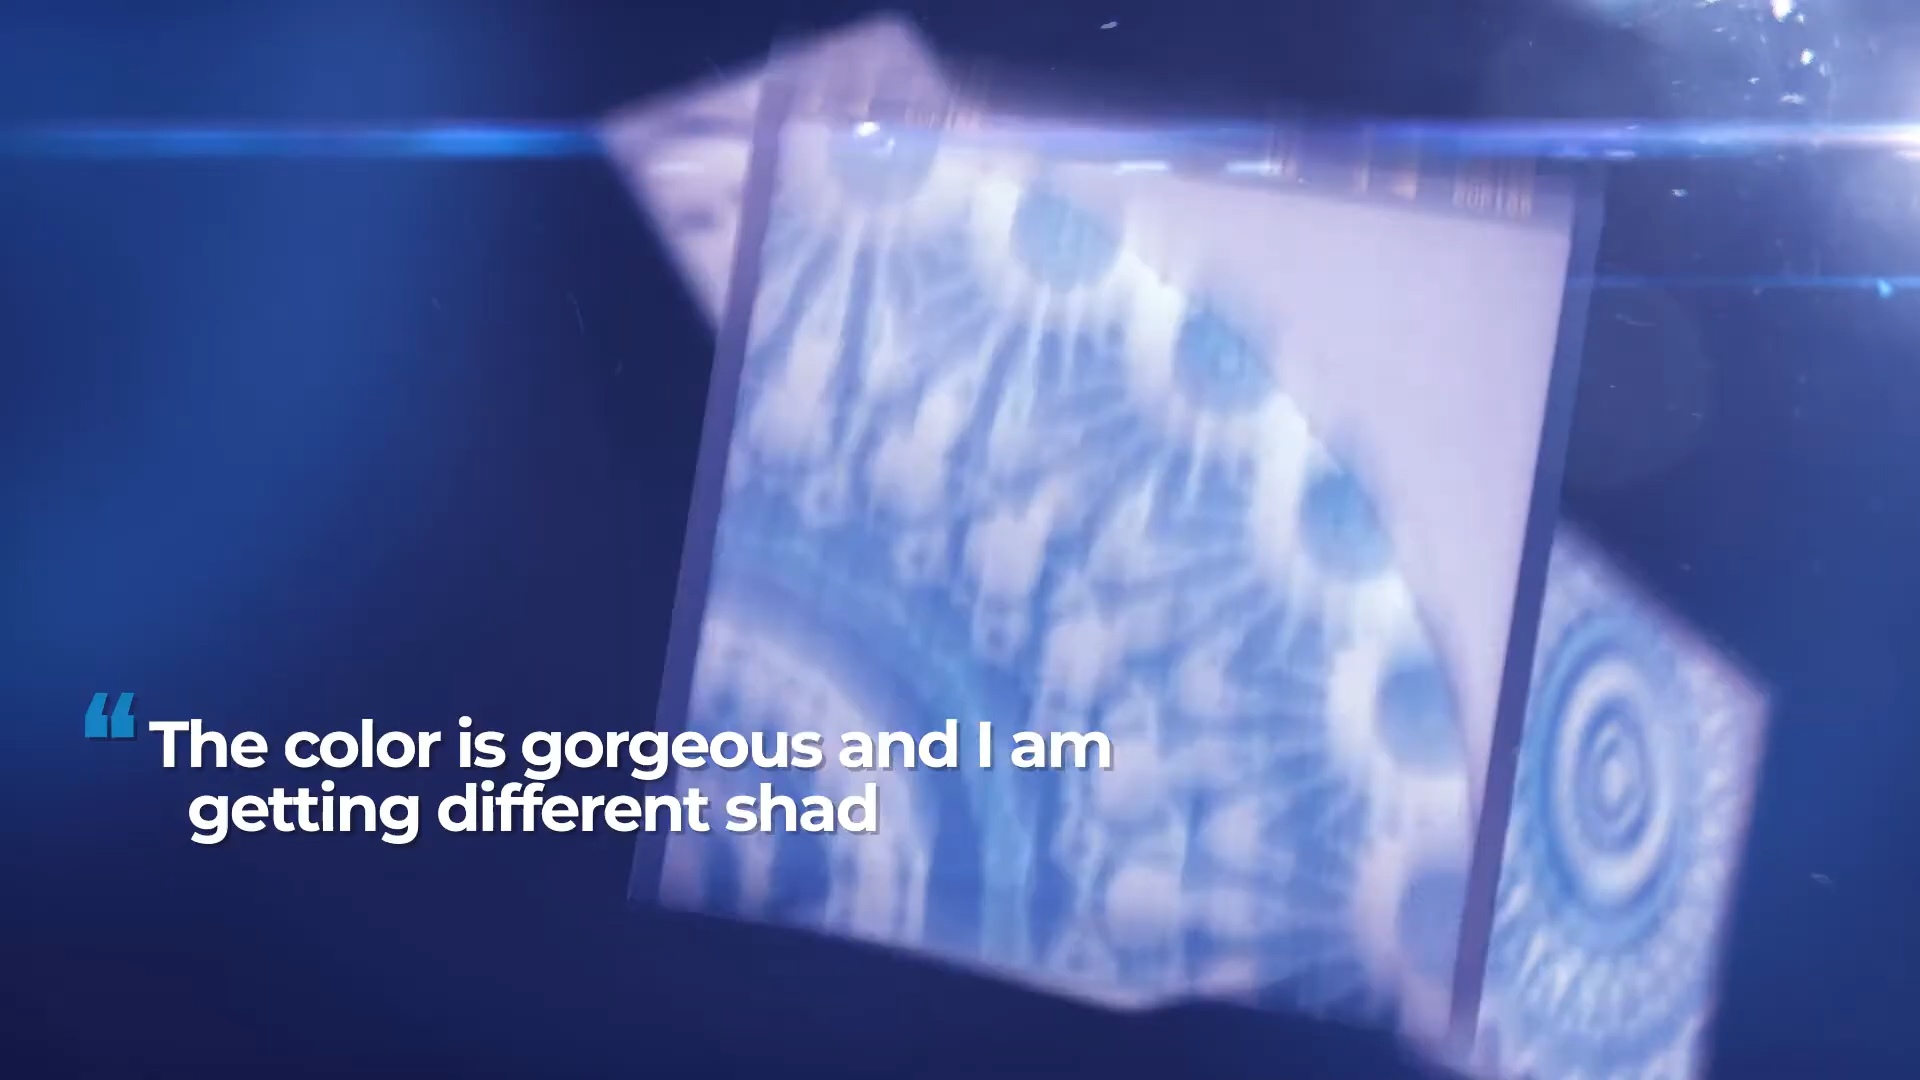 “The color is gorgeous and I am
getting different shad